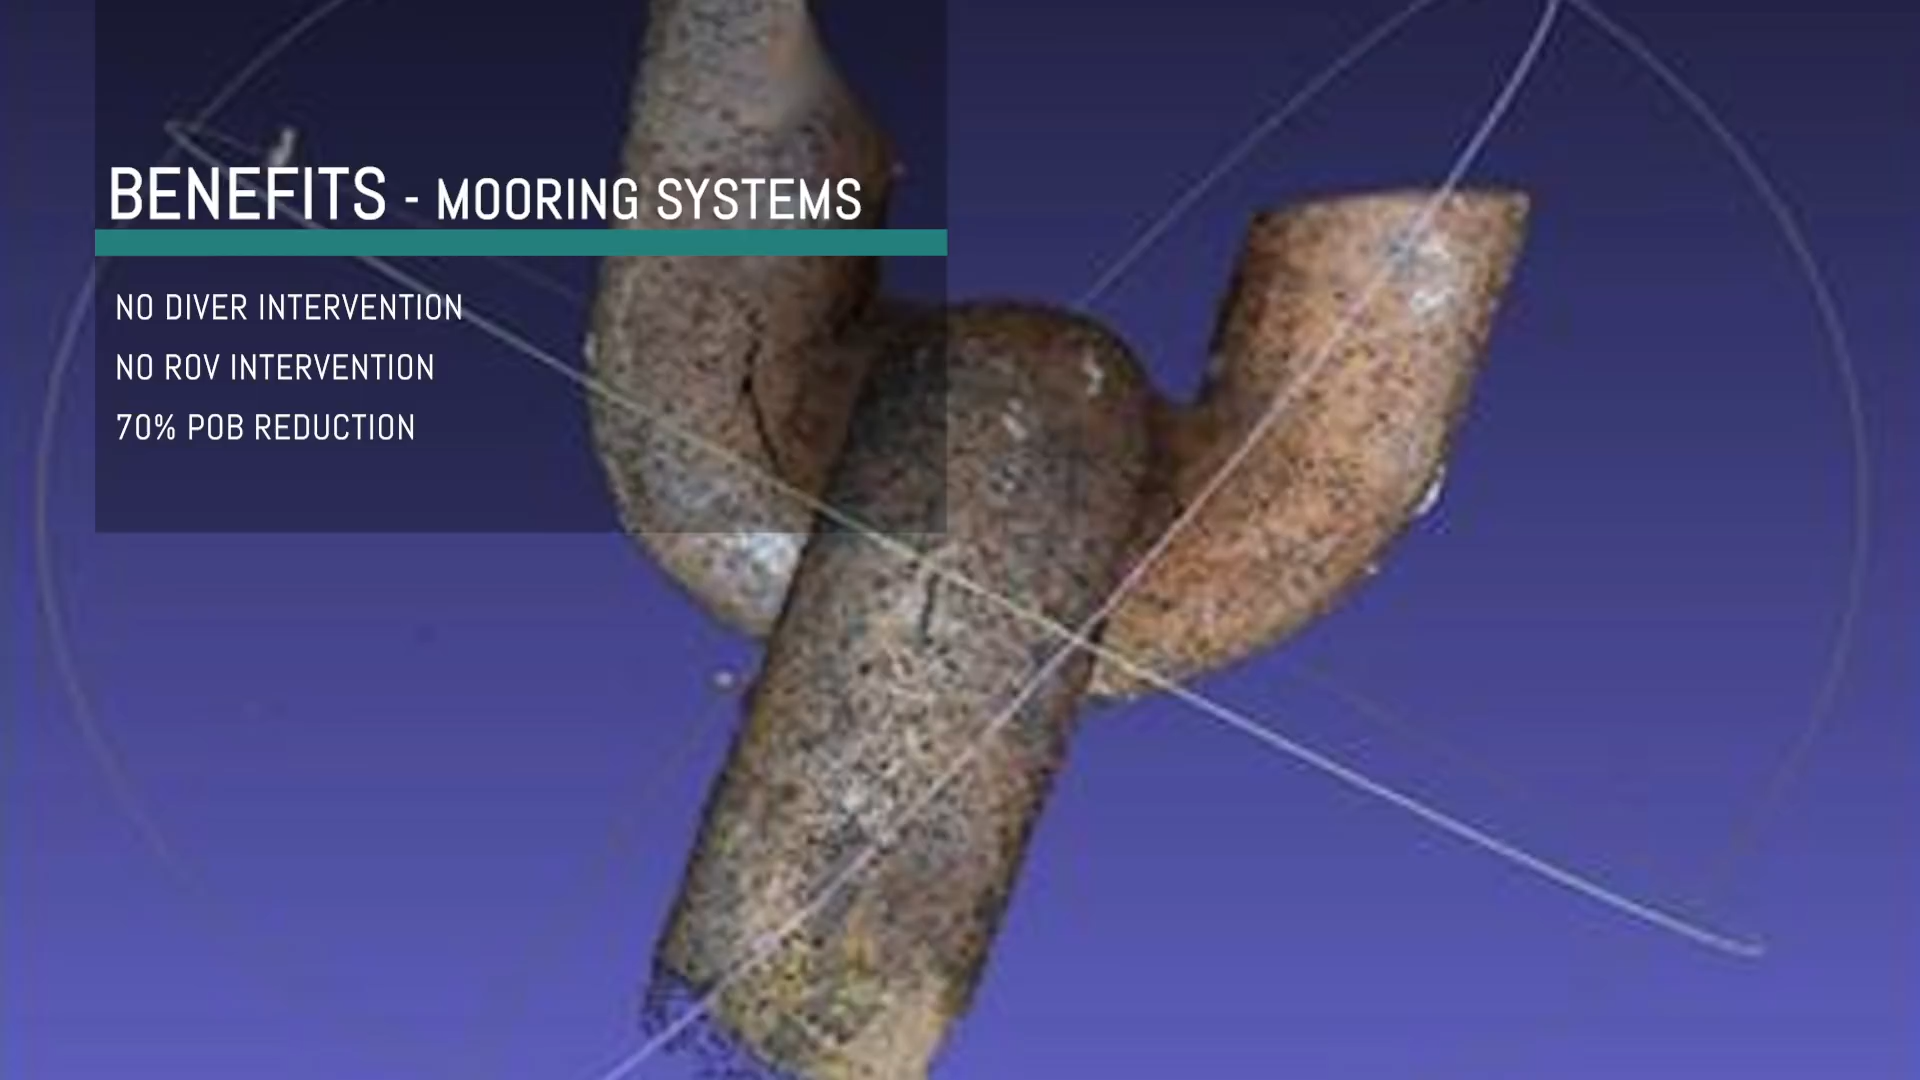 BENEFITS - MOORING SYSTEMS
NO DIVER INTERVENTION
NO ROV INTERVENTION
70% POB REDUCTION